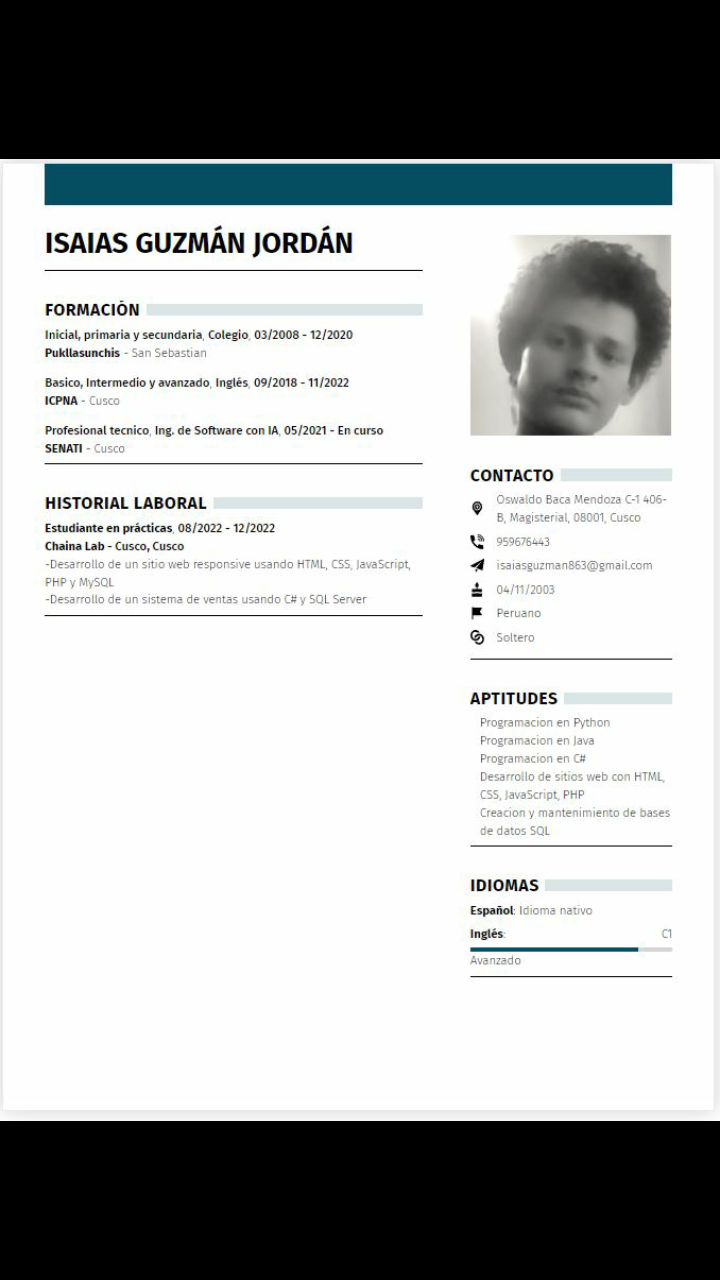 ISAIAS GUZMÁN JORDÁN
FORMACIÓN
Inicial, primaria y secundaria, Colegio, 03/2008 - 12/2020
Pukllasunchis - San Sebastian
Basico, Intermedio y avanzado, Inglés, 09/2018 - 11/2022
ICPNA - Cusco
Profesional tecnico, Ing. de Software con IA, 05/2021 - En curso
SENATI - Cusco
HISTORIAL LABORAL
Estudiante en prácticas, 08/2022 - 12/2022
Chaina Lab - Cusco, Cusco
-Desarrollo de un sitio web responsive usando HTML, CSS, JavaScript,
PHP y MySQL
-Desarrollo de un sistema de ventas usando C# y SQL Server
CONTACTO
Oswaldo Baca Mendoza C-1 406-
B, Magisterial, 08001, Cusco
959676443
isaiasguzman863@gmail.com
04/11/2003
Peruano
Soltero
APTITUDES
Programacion en Python
Programacion en Java
Programacion en C#
Desarrollo de sitios web con HTML,
CSS, JavaScript, PHP
Creacion y mantenimiento de bases
de datos SQL
IDIOMAS
Español: Idioma nativo
Inglés: C1
Avanzado